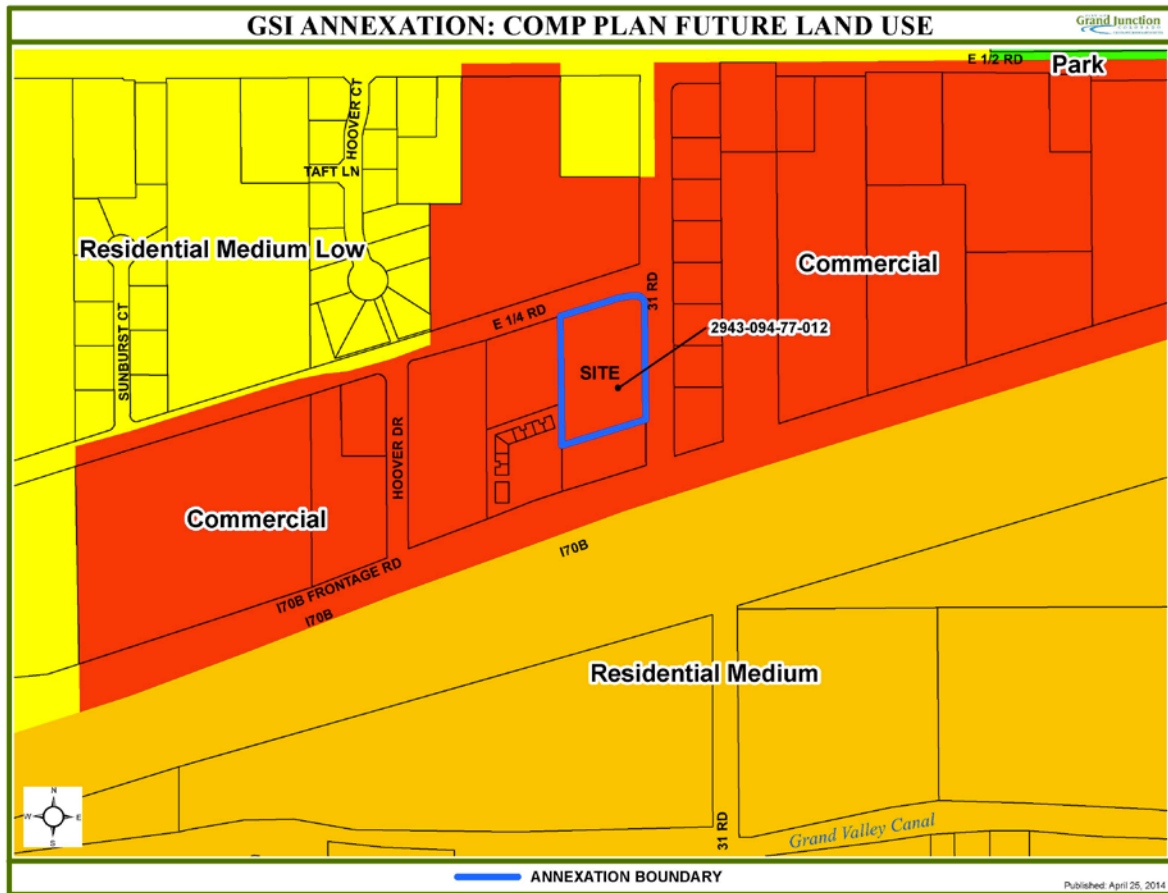 GSI ANNEXATION: COMP PLAN FUTURE LAND USE
Grand Junction
COLORADO
E 1/2 RD
Park
HOOVER CT
TAFT LN
Residential Medium Low
Commercial
31 RD
E 1/4 RD
2943-094-77-012
SITE
SUNBURST CT
HOOVER DR
Commercial
I70B
I70B FRONTAGE RD
I70B
Residential Medium
N
W
E
S
31 RD
Grand Valley Canal
ANNEXATION BOUNDARY
Published: April 25, 2014